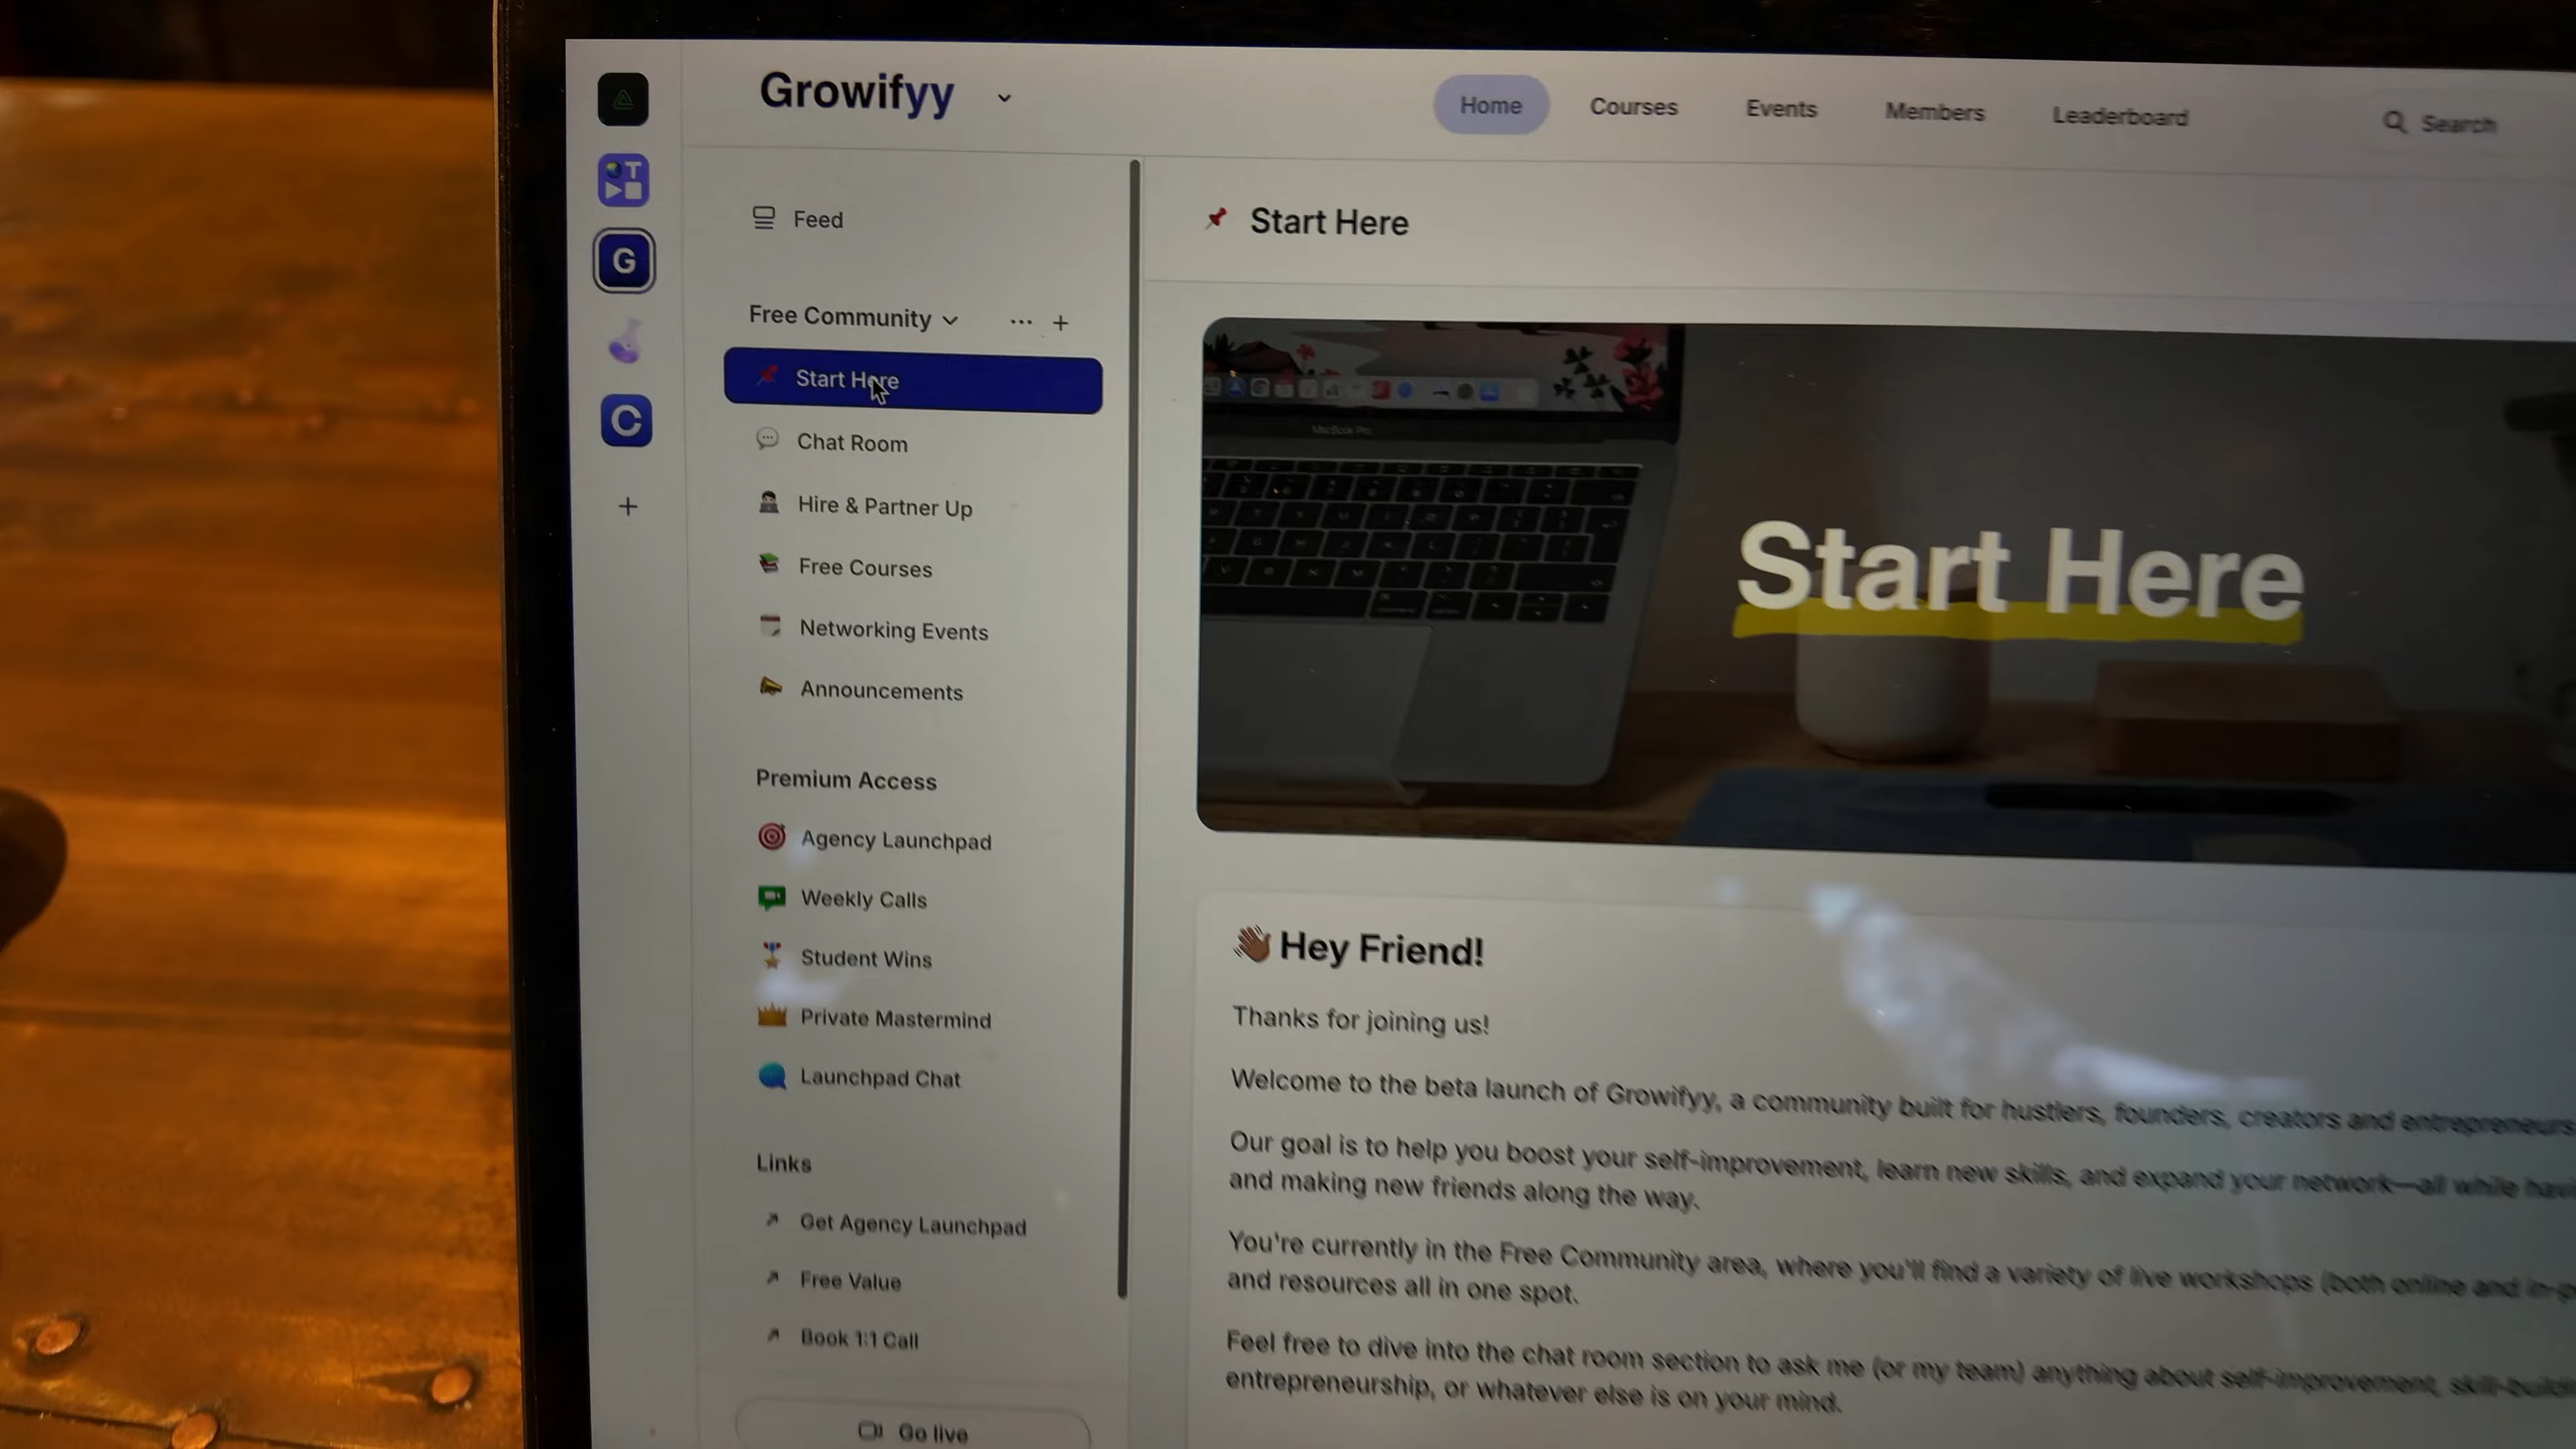 Growifyy
Home
Courses
Events
Members
Leaderboard
Search
T
G
C
Feed
Free Community
Start Here
Chat Room
Hire & Partner Up
Free Courses
Networking Events
Announcements
Premium Access
Agency Launchpad
Weekly Calls
Student Wins
Private Mastermind
Launchpad Chat
Links
Get Agency Launchpad
Free Value
Book 1:1 Call
Go live
Start Here
MacBook Pro
Start Here
Hey Friend!
Thanks for joining us!
Welcome to the beta launch of Growifyy, a community built for hustlers, founders, creators and entrepreneurs
Our goal is to help you boost your self-improvement, learn new skills, and expand your network—all while
and making new friends along the way.
You're currently in the Free Community area, where you'll find a variety of live workshops (both online and
and resources all in one spot.
Feel free to dive into the chat room section to ask me (or my team) anything about self-improvement,
entrepreneurship, or whatever else is on your mind.